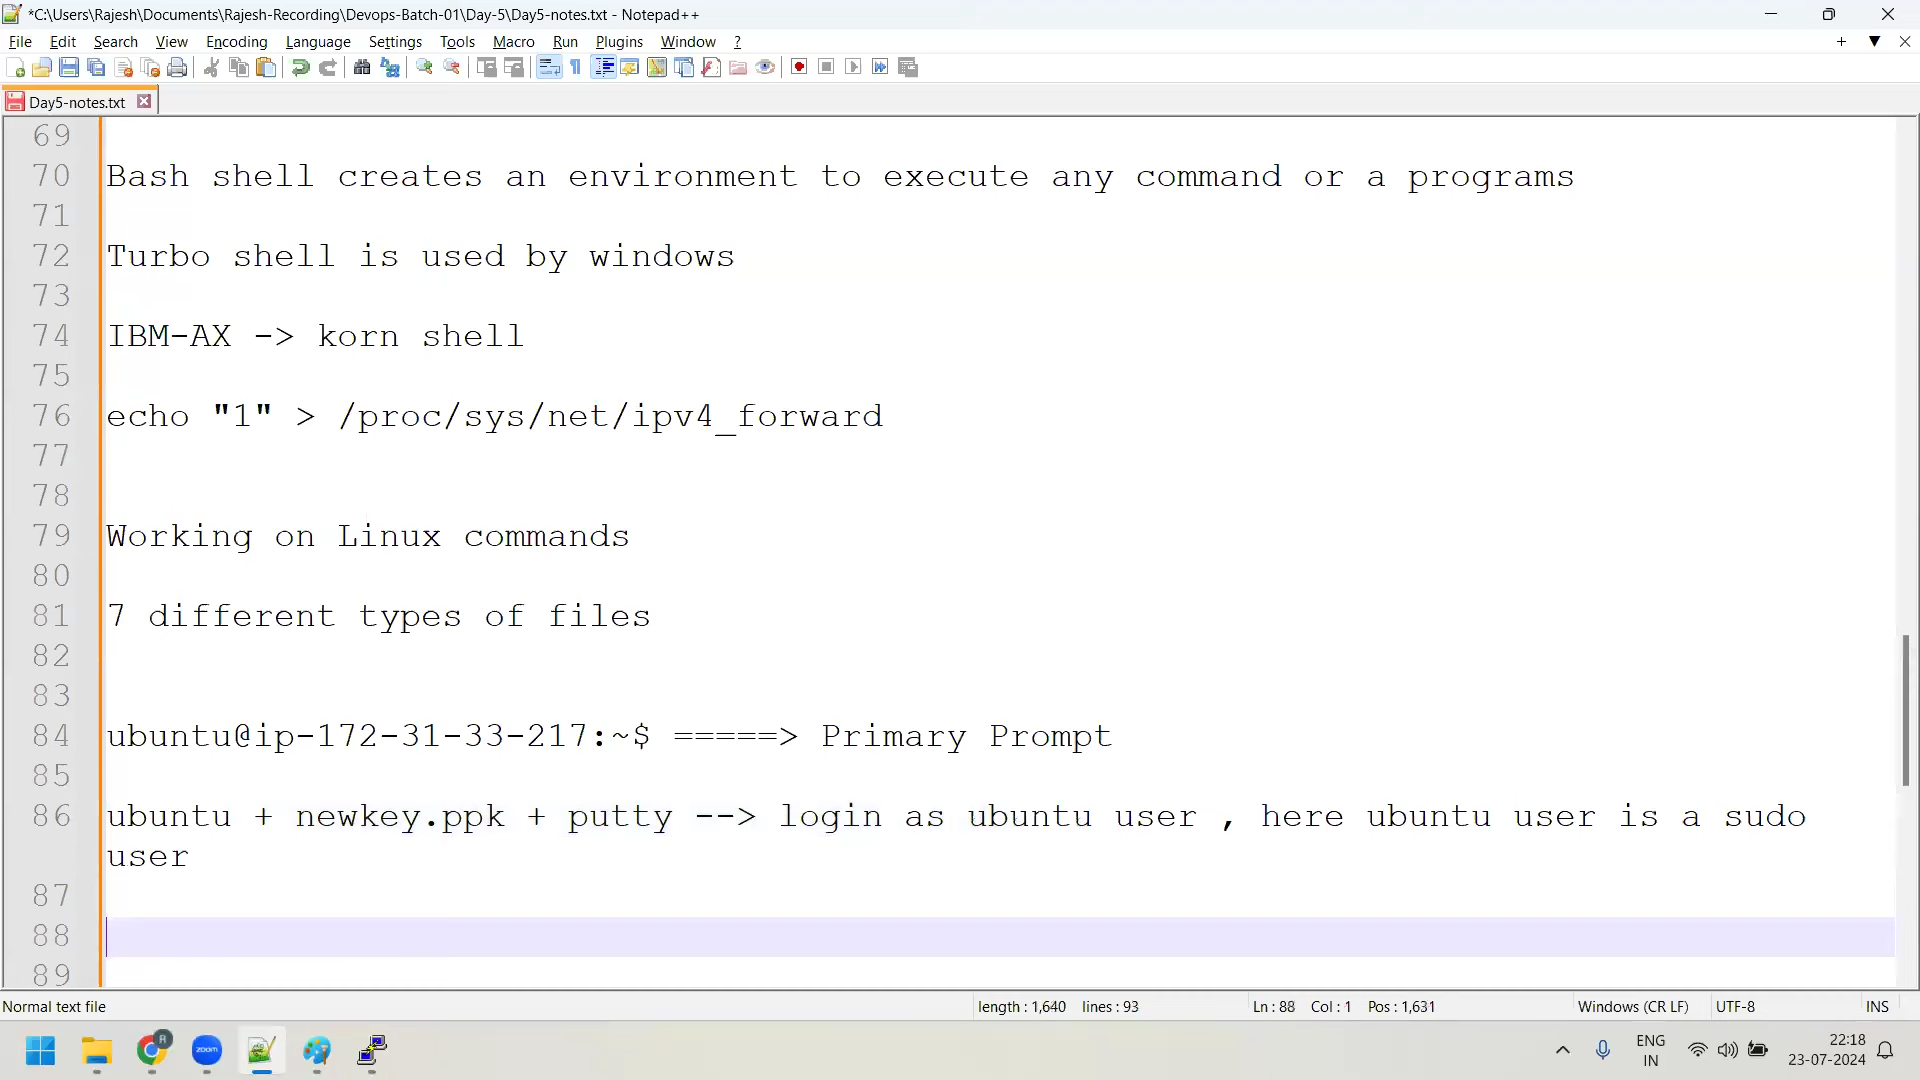 *C:\Users\Rajesh\Documents\Rajesh-Recording\Devops-Batch-01\Day-5\Day5-notes.txt - Notepad++
File Edit Search View Encoding Language Settings Tools Macro Run Plugins Window ?
Day5-notes.txt
69
70 Bash shell creates an environment to execute any command or a programs
71
72 Turbo shell is used by windows
73
74 IBM-AX -> korn shell
75
76 echo "1" > /proc/sys/net/ipv4_forward
77
78
79 Working on Linux commands
80
81 7 different types of files
82
83
84 ubuntu@ip-172-31-33-217:~$ =====> Primary Prompt
85
86 ubuntu + newkey.ppk + putty --> login as ubuntu user , here ubuntu user is a sudo
user
87
88
89
Normal text file length : 1,640 lines : 93 Ln : 88 Col : 1 Pos : 1,631 Windows (CR LF) UTF-8 INS
R
zoom
ENG
IN
22:18
23-07-2024